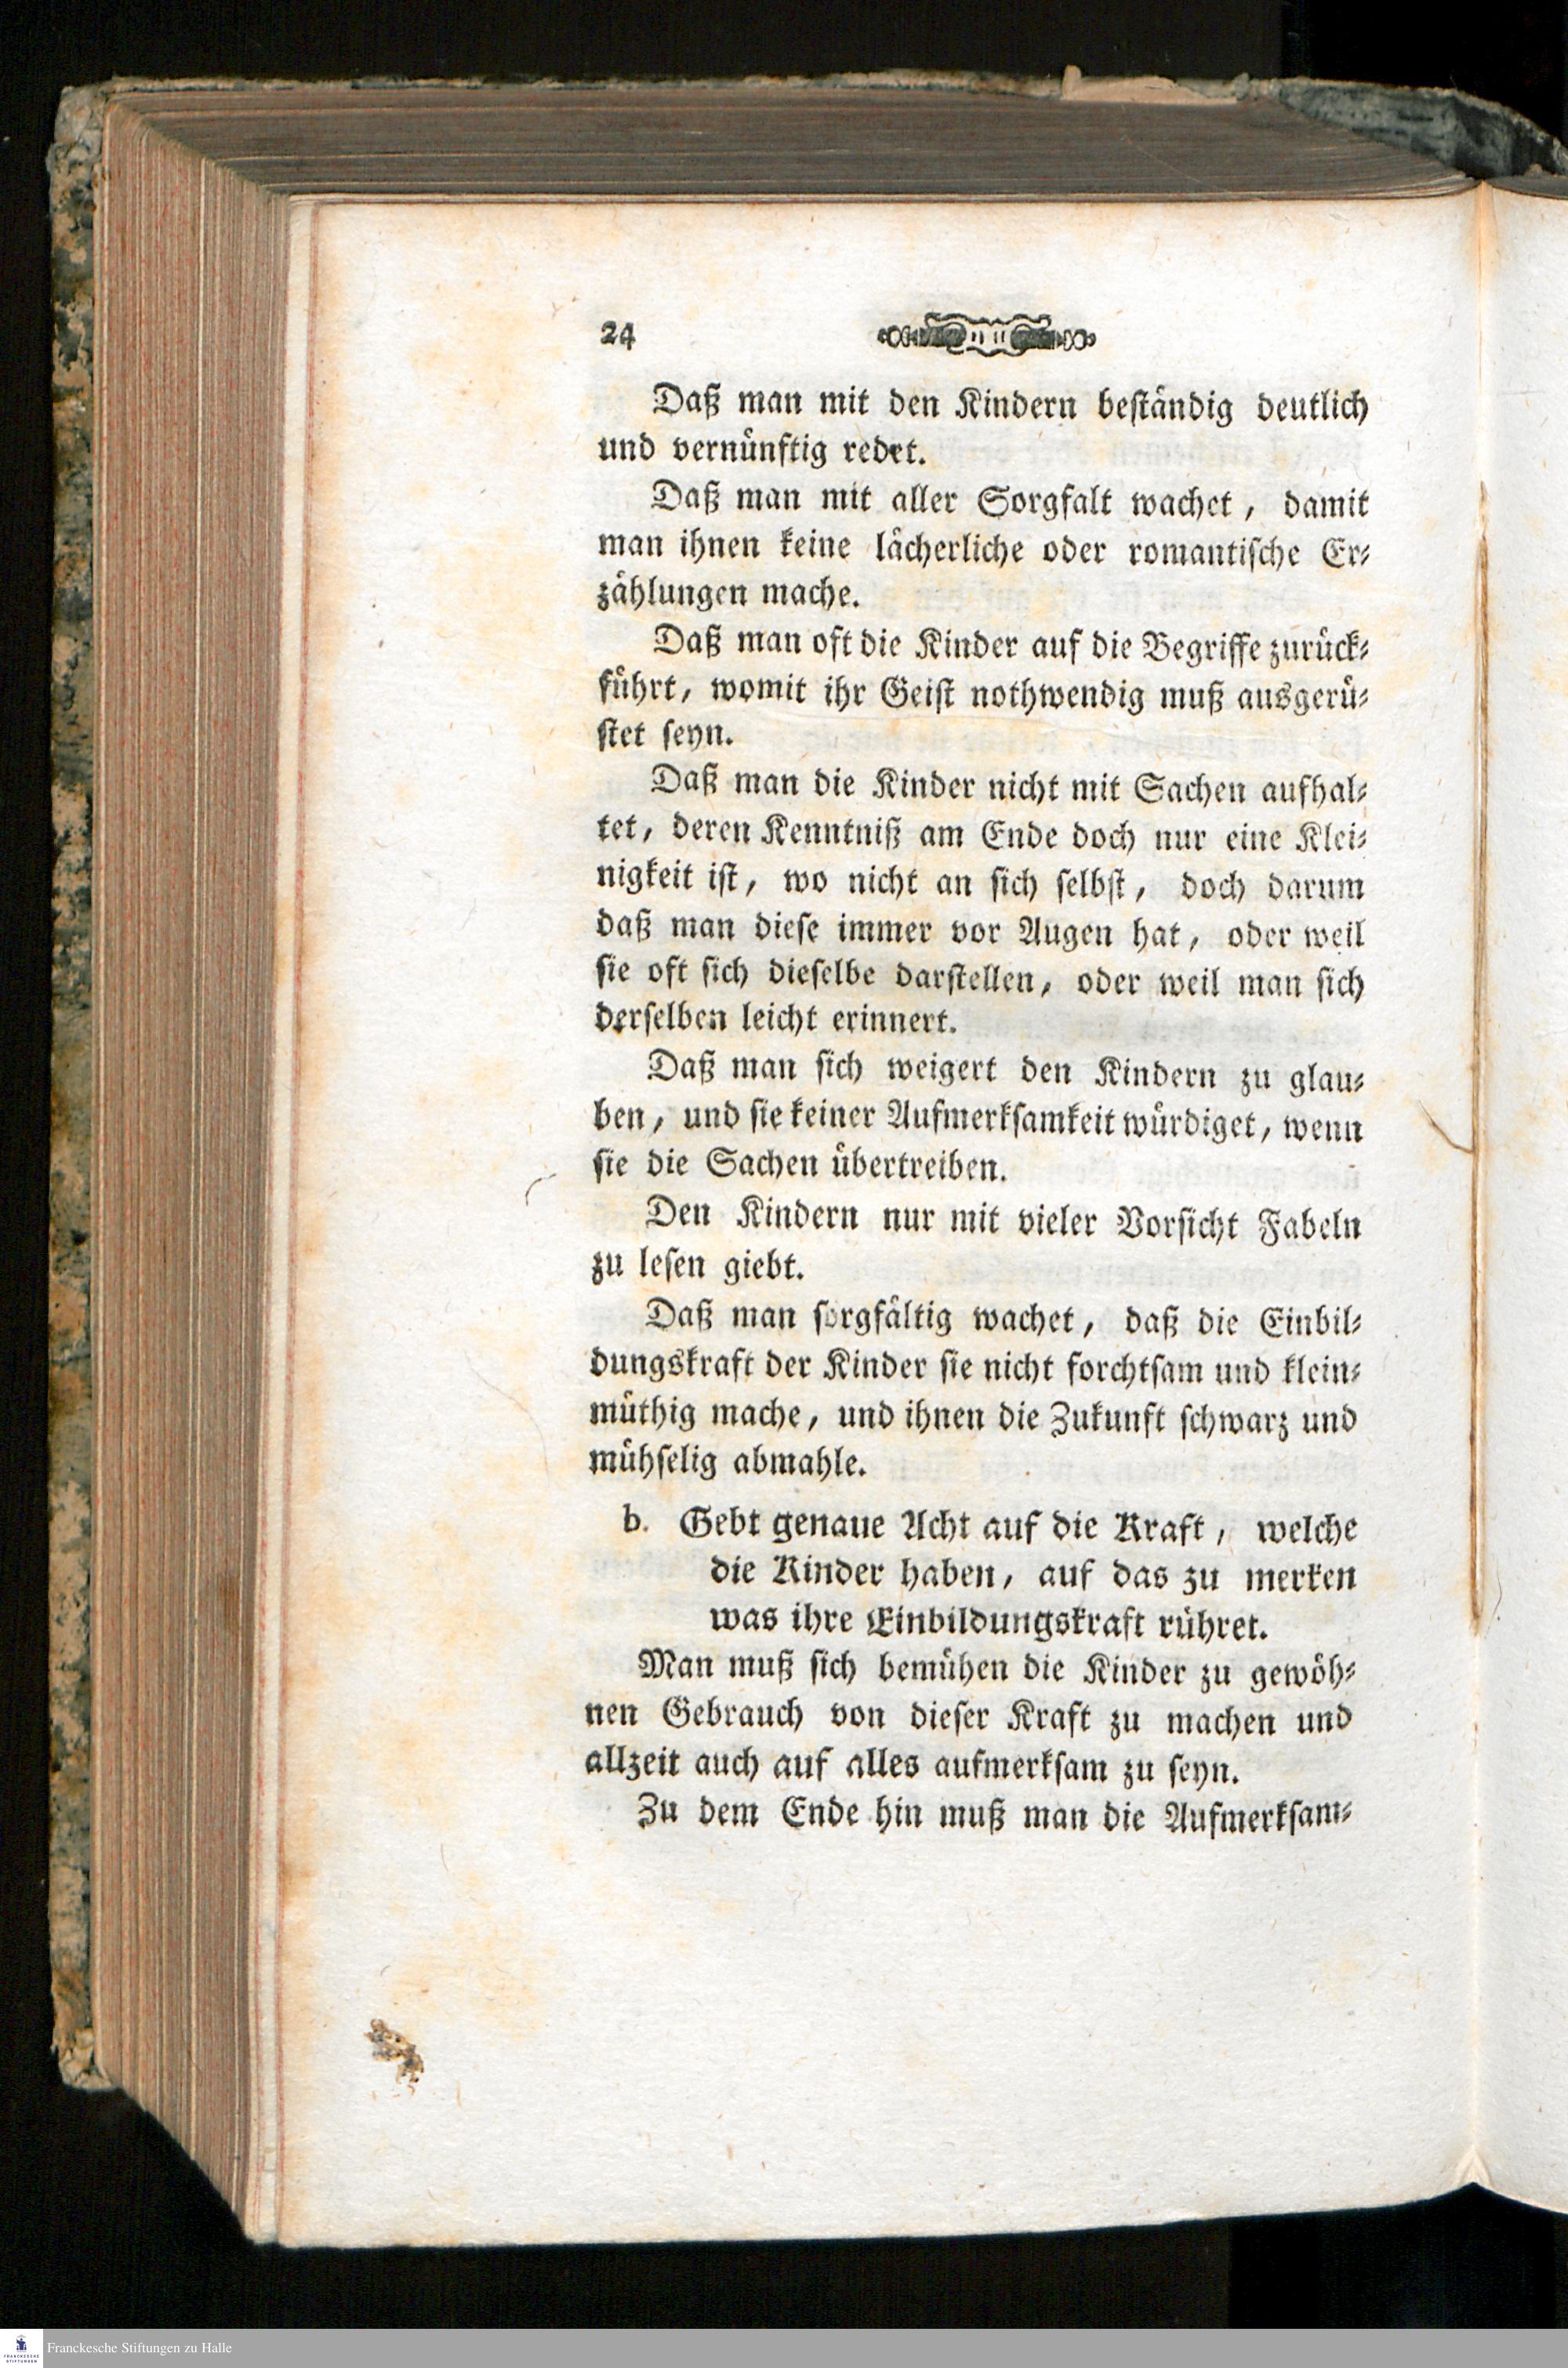 24
Daß man mit den Kindern beſtändig deutlich
und vernünftig redet.
Daß man mit aller Sorgfalt wachet, damit
man ihnen keine lächerliche oder romantiſche Er⸗
zählungen mache.
Daß man oft die Kinder auf die Begriffe zurück⸗
führt, womit ihr Geiſt nothwendig muß ausgerü⸗
ſtet ſeyn.
Daß man die Kinder nicht mit Sachen aufhal⸗
tet, deren Kenntniß am Ende doch nur eine Klei⸗
nigkeit iſt, wo nicht an ſich ſelbſt, doch darum
daß man dieſe immer vor Augen hat, oder weil
ſie oft ſich dieſelbe darſtellen, oder weil man ſich
derſelben leicht erinnert.
Daß man ſich weigert den Kindern zu glau⸗
ben, und ſie keiner Aufmerkſamkeit würdiget, wenn
ſie die Sachen übertreiben.
Den Kindern nur mit vieler Vorſicht Fabeln
zu leſen giebt.
Daß man ſorgfältig wachet, daß die Einbil⸗
dungskraft der Kinder ſie nicht forchtſam und klein⸗
müthig mache, und ihnen die Zukunft ſchwarz und
mühſelig abmahle.
b. Gebt genaue Acht auf die Kraft, welche
die Kinder haben, auf das zu merken
was ihre Einbildungskraft rühret.
Man muß ſich bemühen die Kinder zu gewöh⸗
nen Gebrauch von dieſer Kraft zu machen und
allzeit auch auf alles aufmerkſam zu ſeyn.
Zu dem Ende hin muß man die Aufmerkſam⸗
FRANCKESCHE
STIFTUNGEN
Franckesche Stiftungen zu Halle